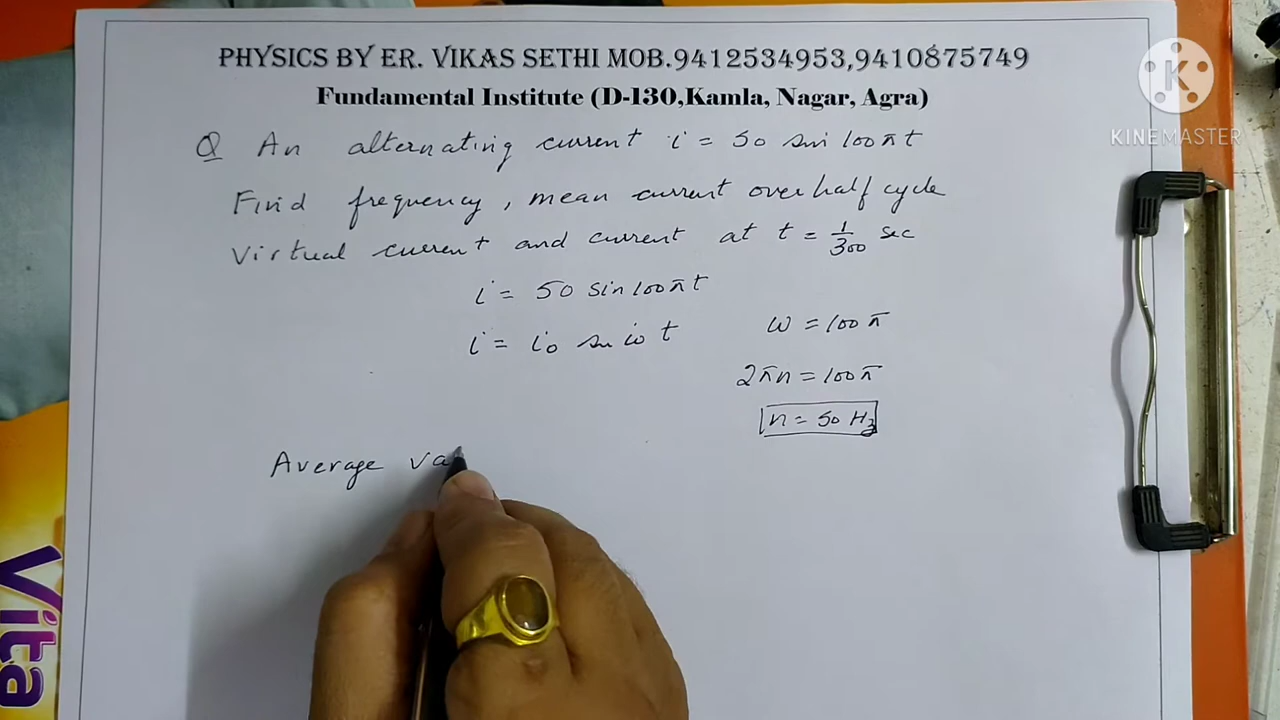 PHYSICS BY ER. VIKAS SETHI MOB.9412534953,9410875749
Fundamental Institute (D-130,Kamla, Nagar, Agra)
KINEMASTER
Q An alternating current i = 50 sin 100πt
Find frequency, mean current over half cycle
Virtual current and current at t = 1/300 sec
i = 50 sin 100πt
i = i₀ sin ωt
ω = 100π
2πn = 100π
n = 50 Hz
Average va
Vita